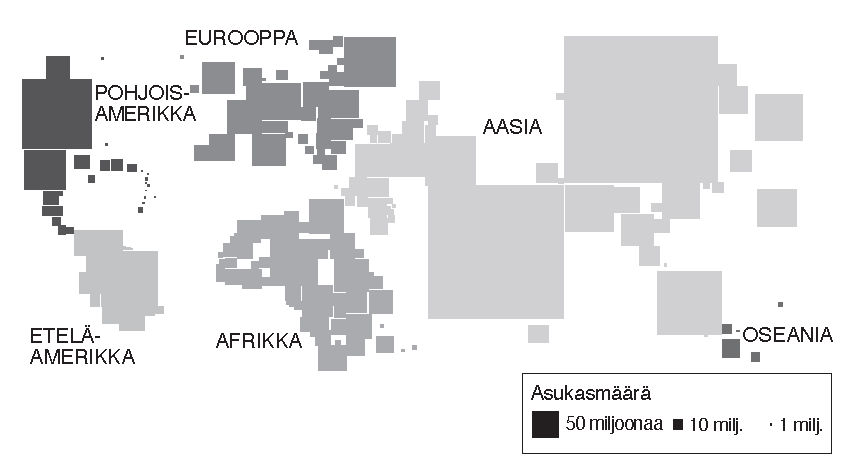 EUROOPPA
POHJOIS-
AMERIKKA
AASIA
ETELÄ-
AMERIKKA
AFRIKKA
OSEANIA
Asukasmäärä
50 miljoonaa 10 milj. 1 milj.